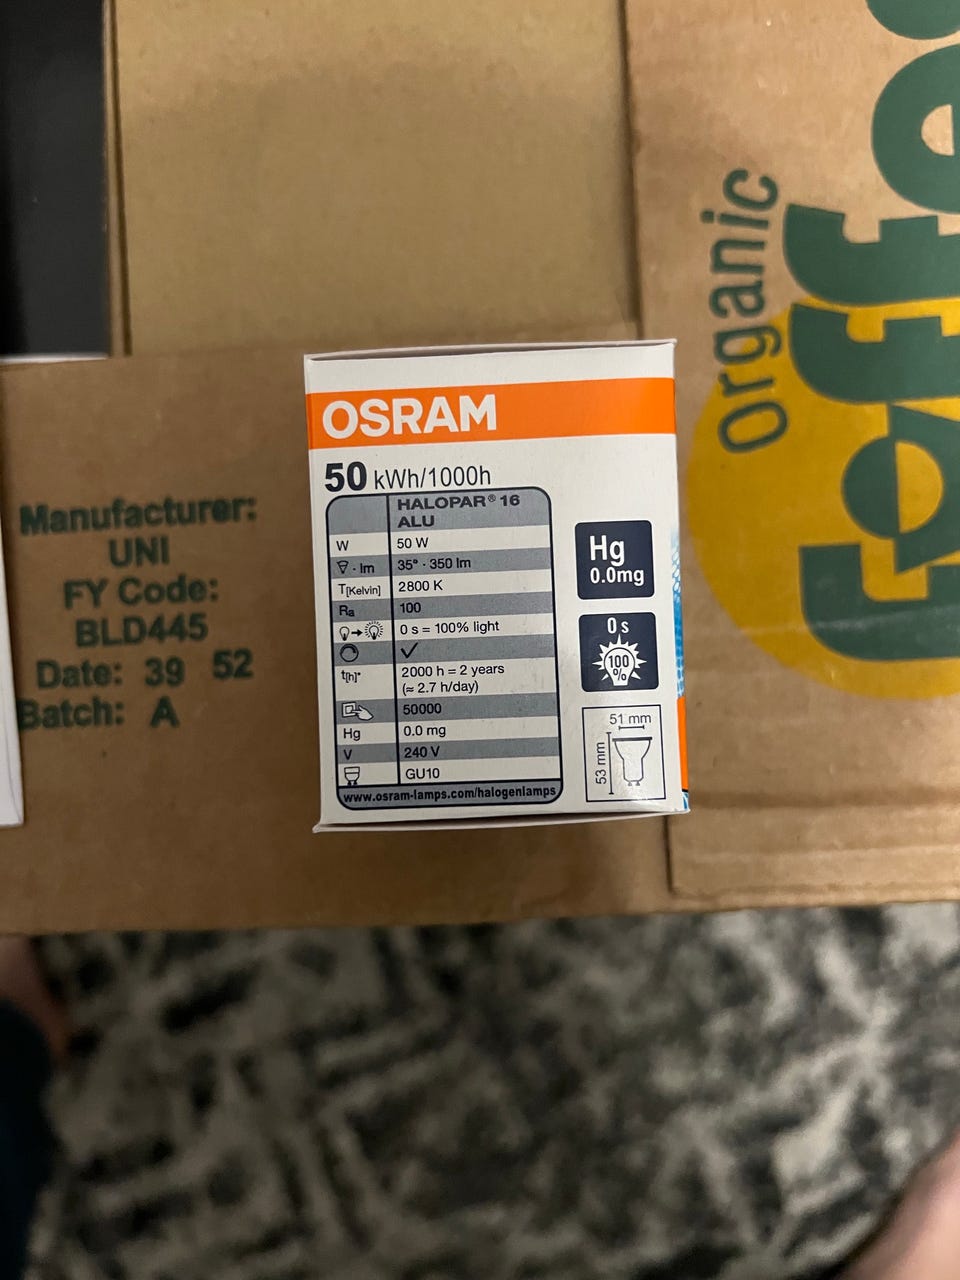 OSRAM
50 kWh/1000h
HALOPAR® 16
ALU
W 50 W
· lm 35° · 350 lm
T[Kelvin] 2800 K
Ra 100
0 s = 100% light
t[h]* 2000 h = 2 years
(≈ 2.7 h/day)
50000
Hg 0.0 mg
V 240 V
GU10
www.osram-lamps.com/halogenlamps
Hg
0.0mg
0 s
100
%
51 mm
53 mm
Manufacturer:
UNI
FY Code:
BLD445
Date: 39 52
Batch: A
organic
Coffe